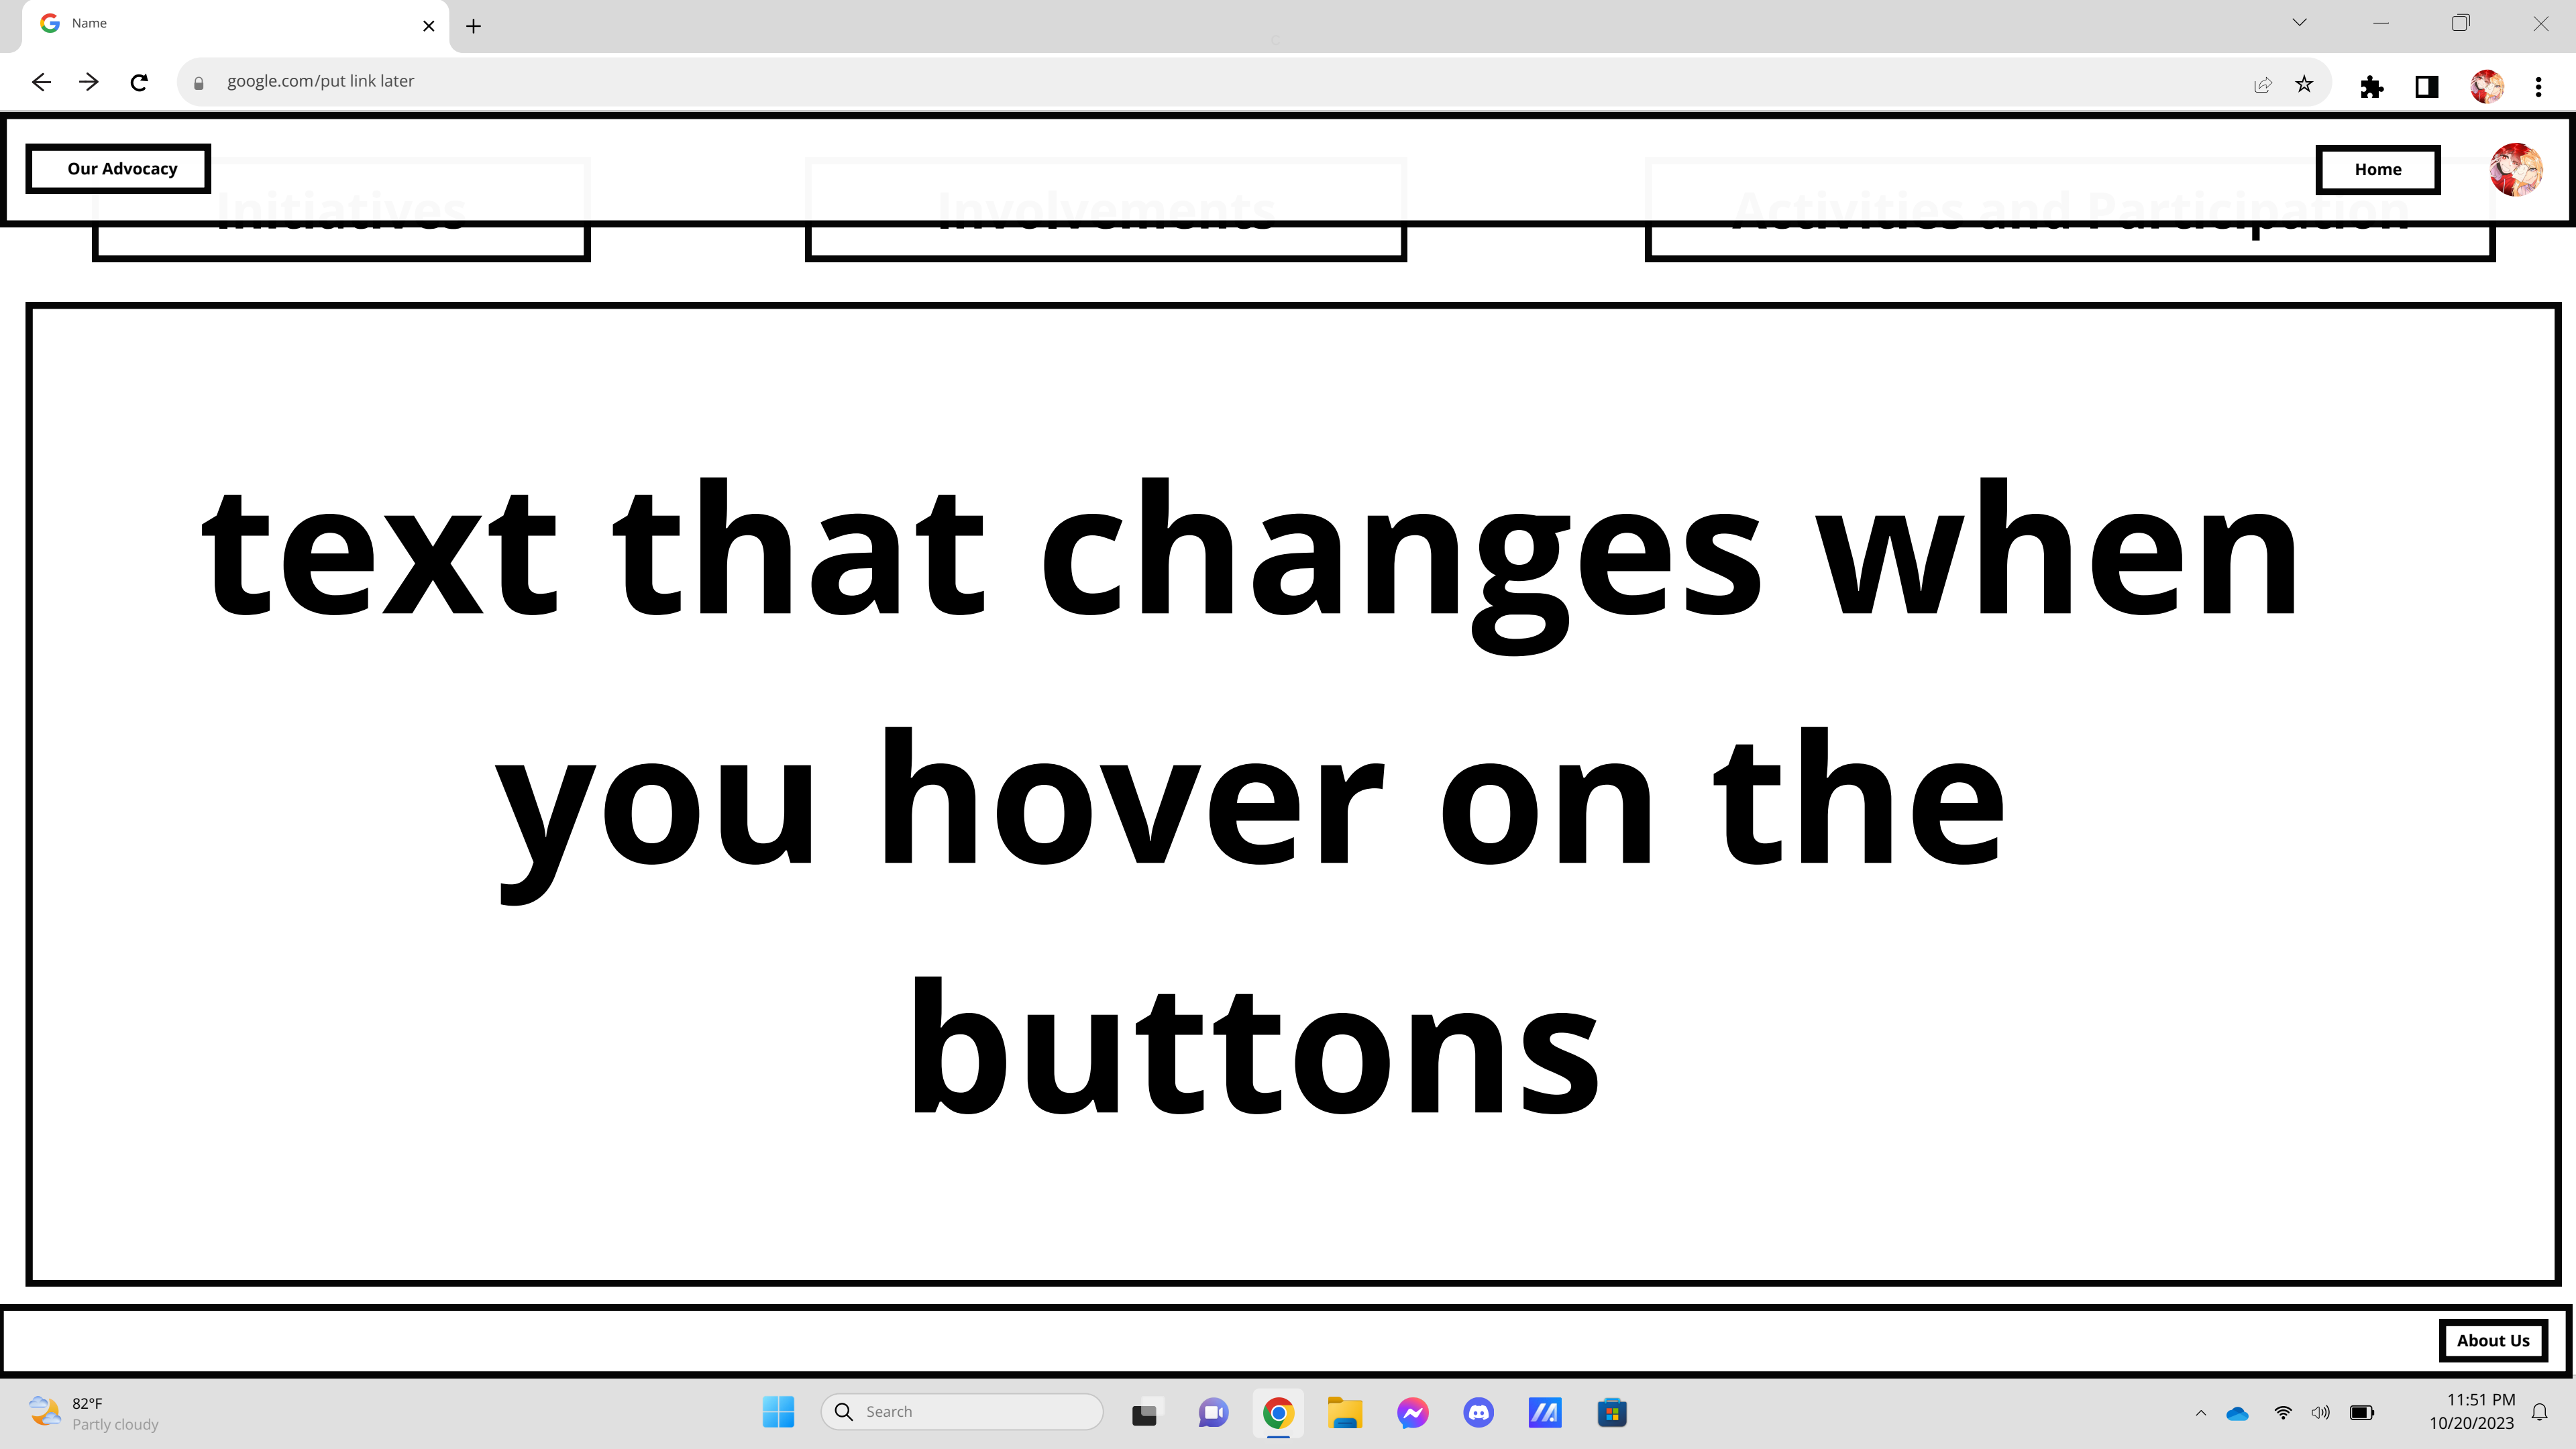 Name
google.com/put link later
Our Advocacy
Home
Initiatives
Involvements
Activities and Participation
text that changes when
you hover on the
buttons
About Us
82°F
Partly cloudy
Search
11:51 PM
10/20/2023